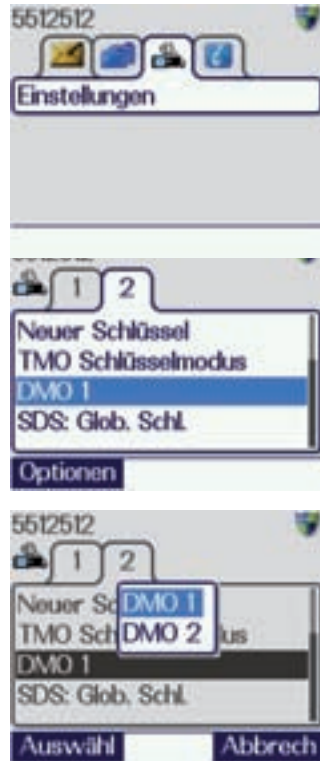 5512512
Einstellungen
1 2
Neuer Schlüssel
TMO Schlüsselmodus
DMO 1
SDS: Glob. Schl.
Optionen
5512512
1 2
Neuer Sc DMO 1
TMO Sch DMO 2 us
DMO 1
SDS: Glob. Schl.
Auswähl Abbrech